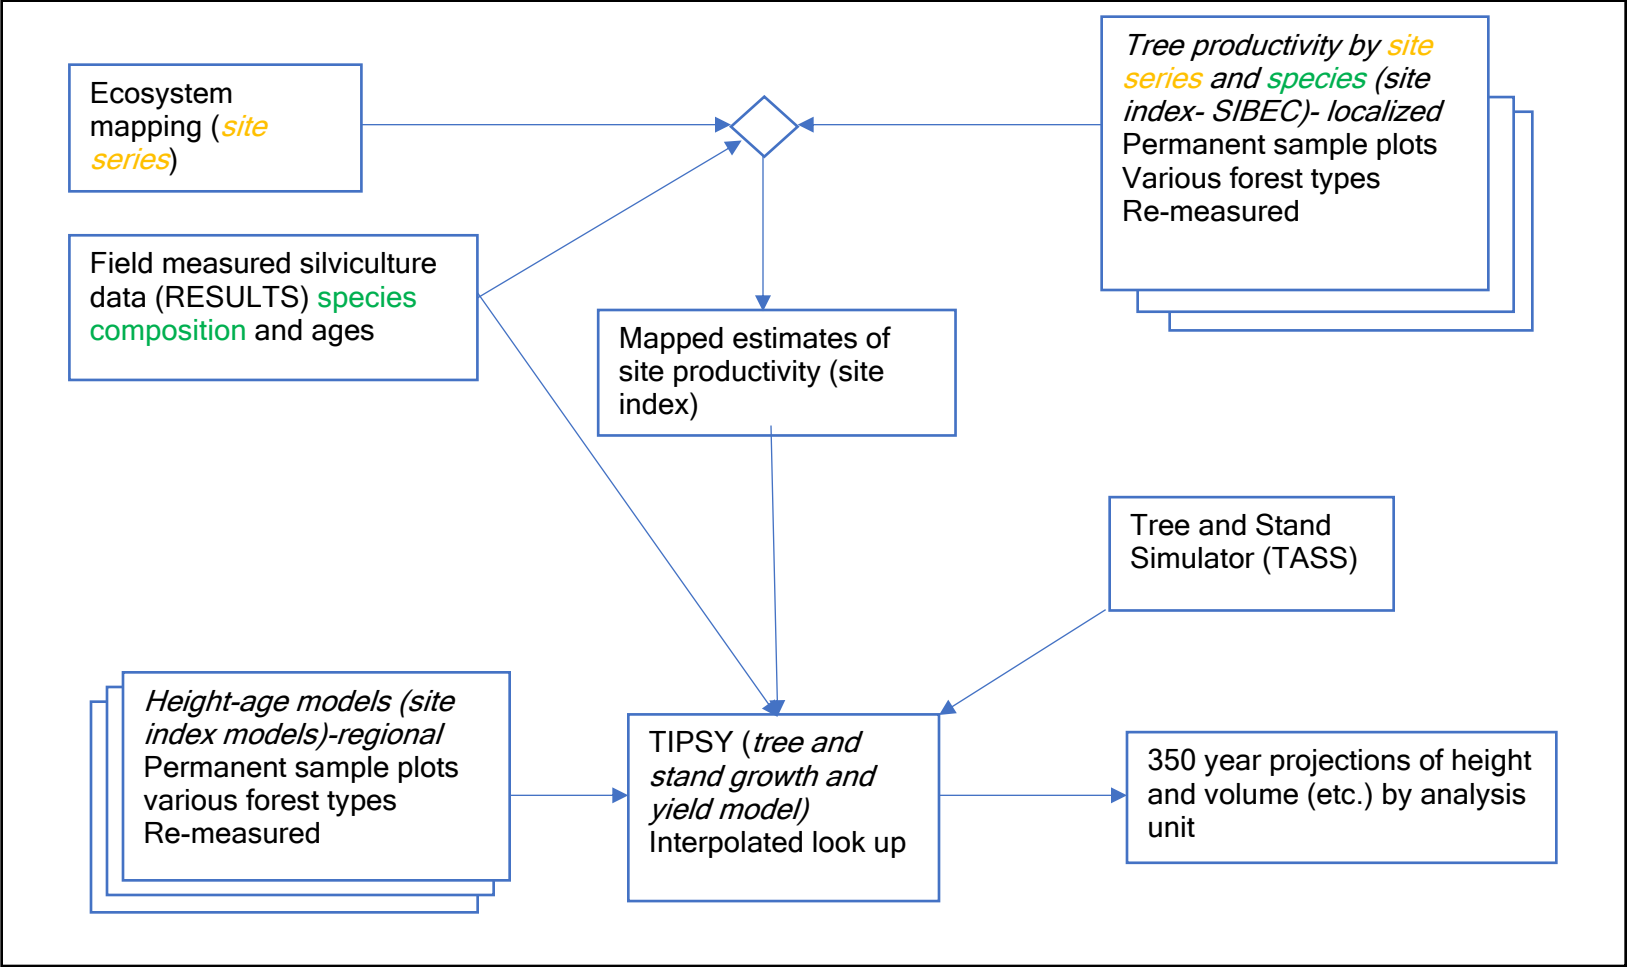 Ecosystem
mapping (site
series)
Tree productivity by site
series and species (site
index- SIBEC)- localized
Permanent sample plots
Various forest types
Re-measured
Field measured silviculture
data (RESULTS) species
composition and ages
Mapped estimates of
site productivity (site
index)
Tree and Stand
Simulator (TASS)
Height-age models (site
index models)-regional
Permanent sample plots
various forest types
Re-measured
TIPSY (tree and
stand growth and
yield model)
Interpolated look up
350 year projections of height
and volume (etc.) by analysis
unit